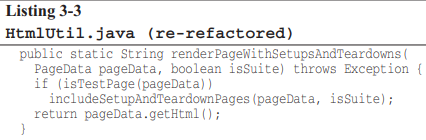 Listing 3-3
HtmlUtil.java (re-refactored)
public static String renderPageWithSetupsAndTeardowns(
PageData pageData, boolean isSuite) throws Exception {
if (isTestPage(pageData))
includeSetupAndTeardownPages(pageData, isSuite);
return pageData.getHtml();
}